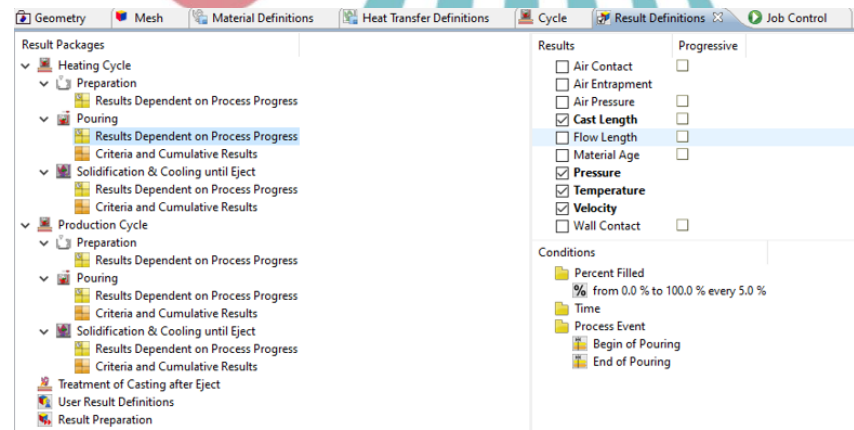 Geometry Mesh Material Definitions Heat Transfer Definitions Cycle Result Definitions Job Control
Result Packages
Heating Cycle
Preparation
Results Dependent on Process Progress
Pouring
Results Dependent on Process Progress
Criteria and Cumulative Results
Solidification & Cooling until Eject
Results Dependent on Process Progress
Criteria and Cumulative Results
Production Cycle
Preparation
Results Dependent on Process Progress
Pouring
Results Dependent on Process Progress
Criteria and Cumulative Results
Solidification & Cooling until Eject
Results Dependent on Process Progress
Criteria and Cumulative Results
Treatment of Casting after Eject
User Result Definitions
Result Preparation
Results Progressive
Air Contact
Air Entrapment
Air Pressure
Cast Length
Flow Length
Material Age
Pressure
Temperature
Velocity
Wall Contact
Conditions
Percent Filled
% from 0.0 % to 100.0 % every 5.0 %
Time
Process Event
Begin of Pouring
End of Pouring